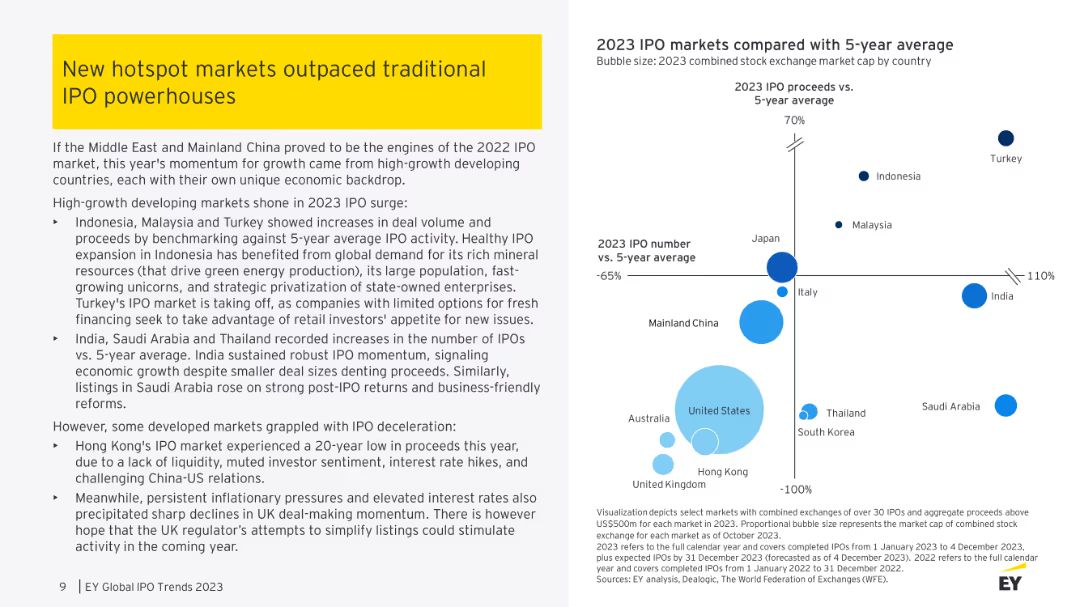 New hotspot markets outpaced traditional
IPO powerhouses
If the Middle East and Mainland China proved to be the engines of the 2022 IPO
market, this year's momentum for growth came from high-growth developing
countries, each with their own unique economic backdrop.
High-growth developing markets shone in 2023 IPO surge:
‣ Indonesia, Malaysia and Turkey showed increases in deal volume and
proceeds by benchmarking against 5-year average IPO activity. Healthy IPO
expansion in Indonesia has benefited from global demand for its rich mineral
resources (that drive green energy production), its large population, fast-
growing unicorns, and strategic privatization of state-owned enterprises.
Turkey's IPO market is taking off, as companies with limited options for fresh
financing seek to take advantage of retail investors' appetite for new issues.
‣ India, Saudi Arabia and Thailand recorded increases in the number of IPOs
vs. 5-year average. India sustained robust IPO momentum, signaling
economic growth despite smaller deal sizes denting proceeds. Similarly,
listings in Saudi Arabia rose on strong post-IPO returns and business-friendly
reforms.
However, some developed markets grappled with IPO deceleration:
‣ Hong Kong's IPO market experienced a 20-year low in proceeds this year,
due to a lack of liquidity, muted investor sentiment, interest rate hikes, and
challenging China-US relations.
‣ Meanwhile, persistent inflationary pressures and elevated interest rates also
precipitated sharp declines in UK deal-making momentum. There is however
hope that the UK regulator's attempts to simplify listings could stimulate
activity in the coming year.
9 | EY Global IPO Trends 2023
2023 IPO markets compared with 5-year average
Bubble size: 2023 combined stock exchange market cap by country
2023 IPO proceeds vs.
5-year average
70%
Turkey
Indonesia
Malaysia
Japan
2023 IPO number
vs. 5-year average
-65%
110%
Italy
India
Mainland China
United States
Saudi Arabia
Thailand
Australia
South Korea
Hong Kong
United Kingdom
-100%
Visualization depicts select markets with combined exchanges of over 30 IPOs and aggregate proceeds above
US$500m for each market in 2023. Proportional bubble size represents the market cap of combined stock
exchange for each market as of October 2023.
2023 refers to the full calendar year and covers completed IPOs from 1 January 2023 to 4 December 2023,
plus expected IPOs by 31 December 2023 (forecasted as of 4 December 2023). 2022 refers to the full calendar
year and covers completed IPOs from 1 January 2022 to 31 December 2022.
Sources: EY analysis, Dealogic, The World Federation of Exchanges (WFE).
EY